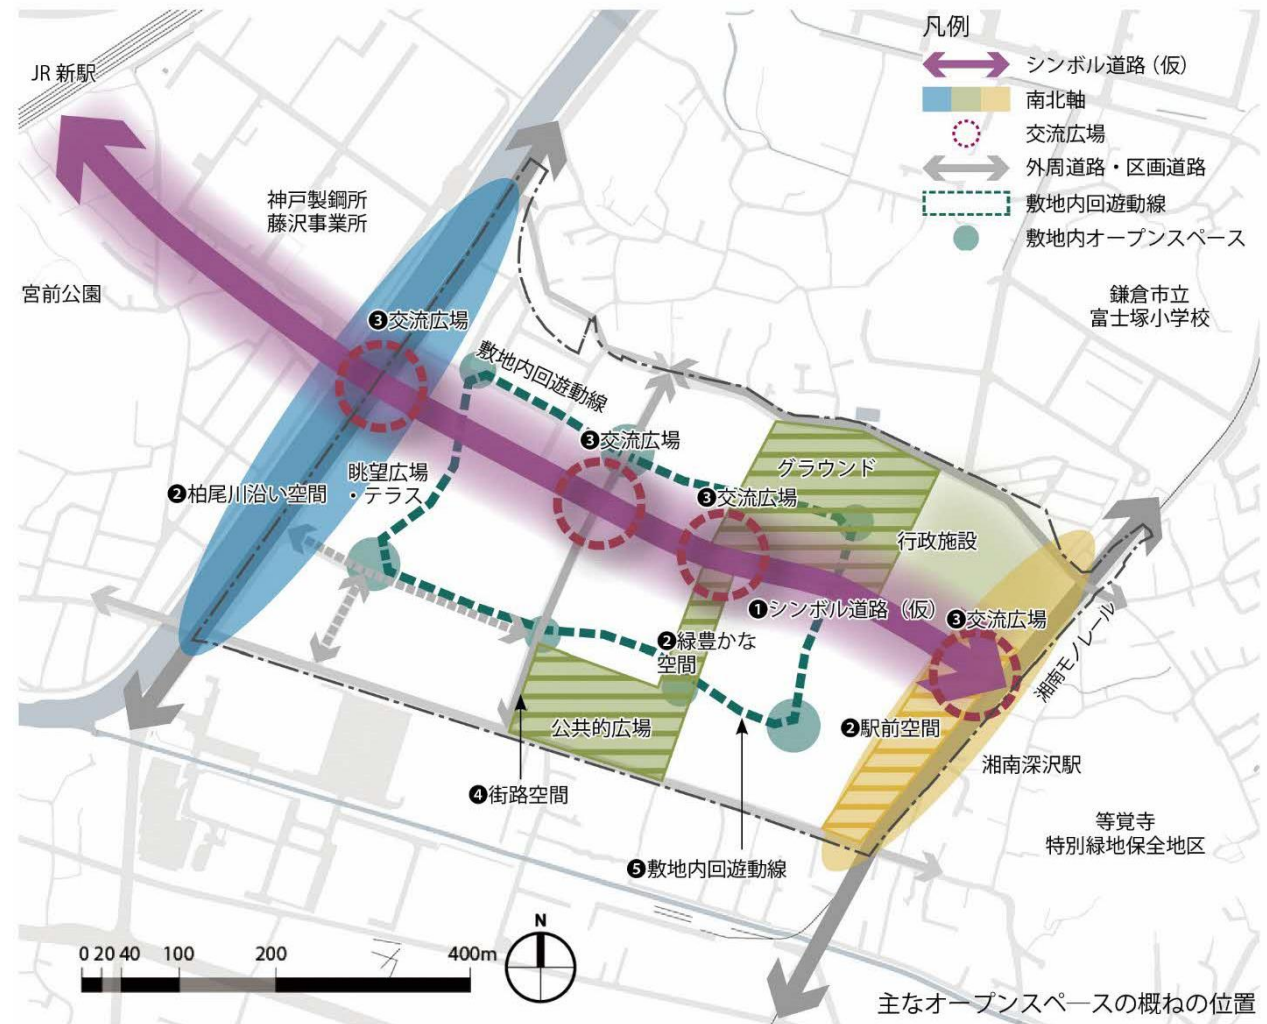 凡例
シンボル道路（仮）
南北軸
交流広場
外周道路・区画道路
敷地内回遊動線
敷地内オープンスペース
JR 新駅
神戸製鋼所
藤沢事業所
宮前公園
鎌倉市立
富士塚小学校
❸交流広場
敷地内回遊動線
❸交流広場
グラウンド
眺望広場
・テラス
❷柏尾川沿い空間
❸交流広場
行政施設
❶シンボル道路（仮）
❸交流広場
❷緑豊かな
空間
湘南モノレール
公共的広場
❷駅前空間
湘南深沢駅
❹街路空間
等覚寺
特別緑地保全地区
❺敷地内回遊動線
N
0 20 40 100 200 400m
主なオープンスペースの概ねの位置